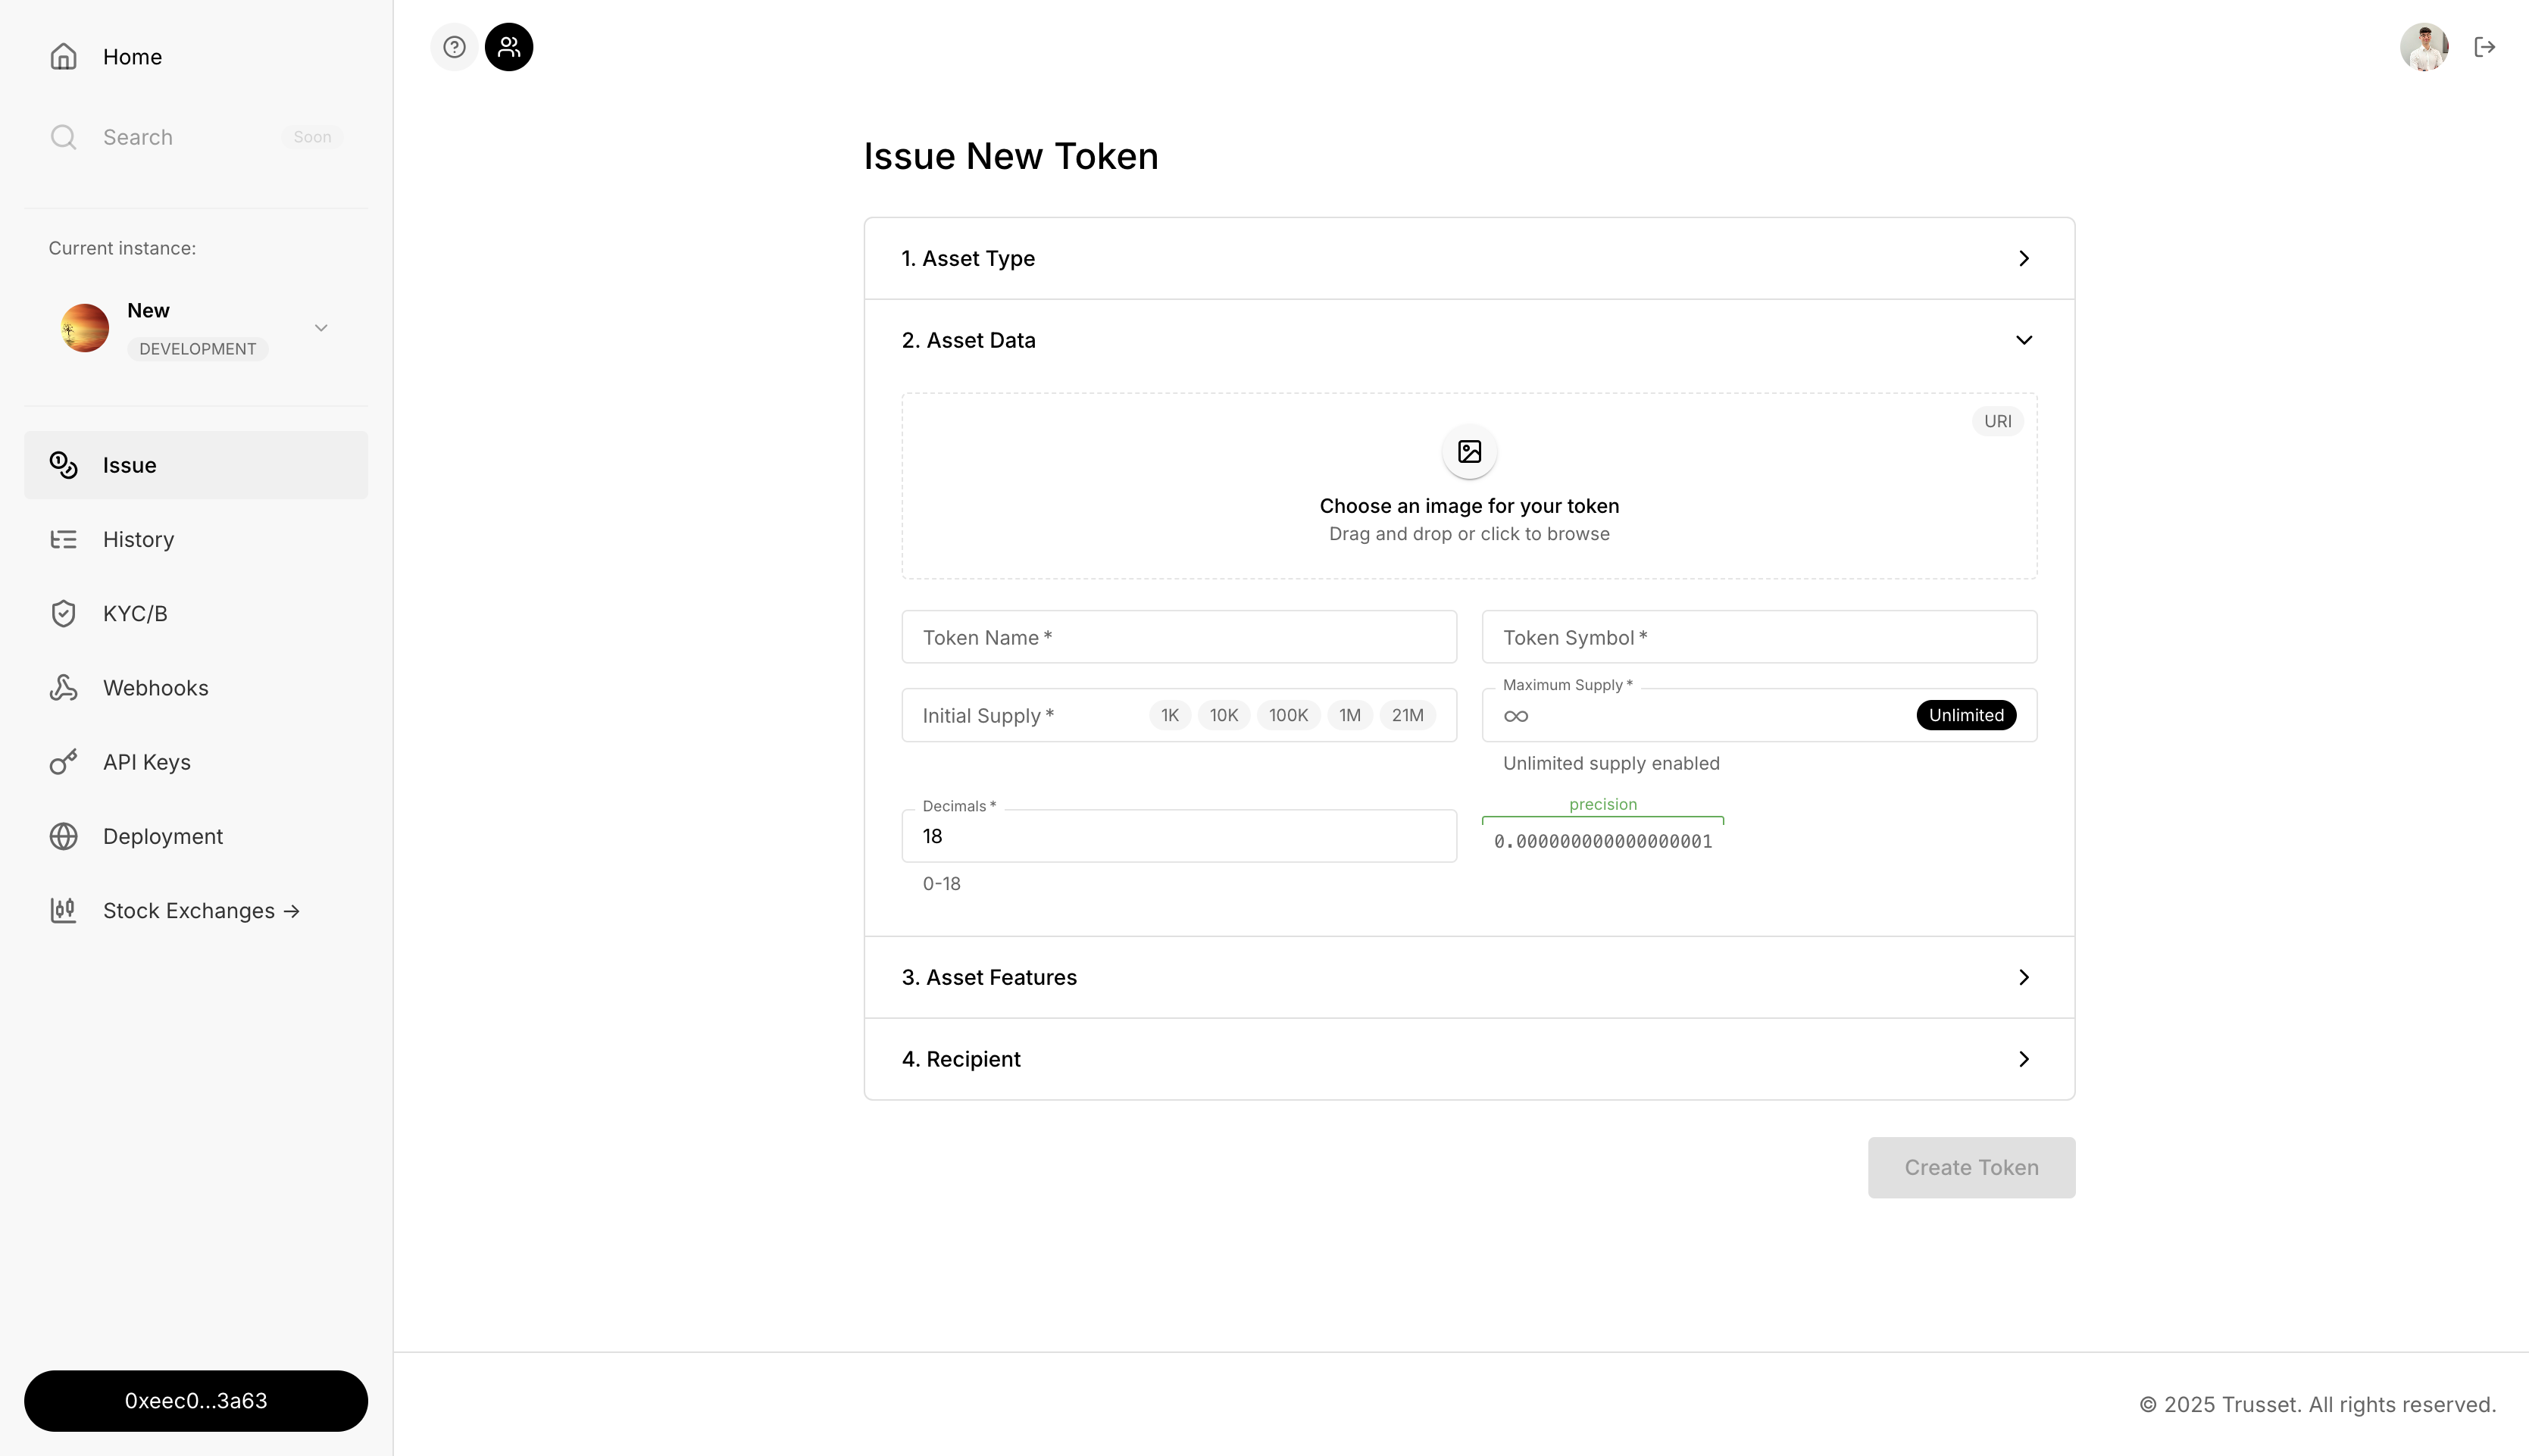 Home
Search
Soon
Current instance:
New
DEVELOPMENT
Issue
History
KYC/B
Webhooks
API Keys
Deployment
Stock Exchanges →
0xeec0...3a63
Issue New Token
1. Asset Type
2. Asset Data
URI
Choose an image for your token
Drag and drop or click to browse
Token Name *
Token Symbol *
Initial Supply *
1K 10K 100K 1M 21M
Maximum Supply *
∞
Unlimited
Unlimited supply enabled
Decimals *
18
0-18
precision
0.000000000000000001
3. Asset Features
4. Recipient
Create Token
© 2025 Trusset. All rights reserved.